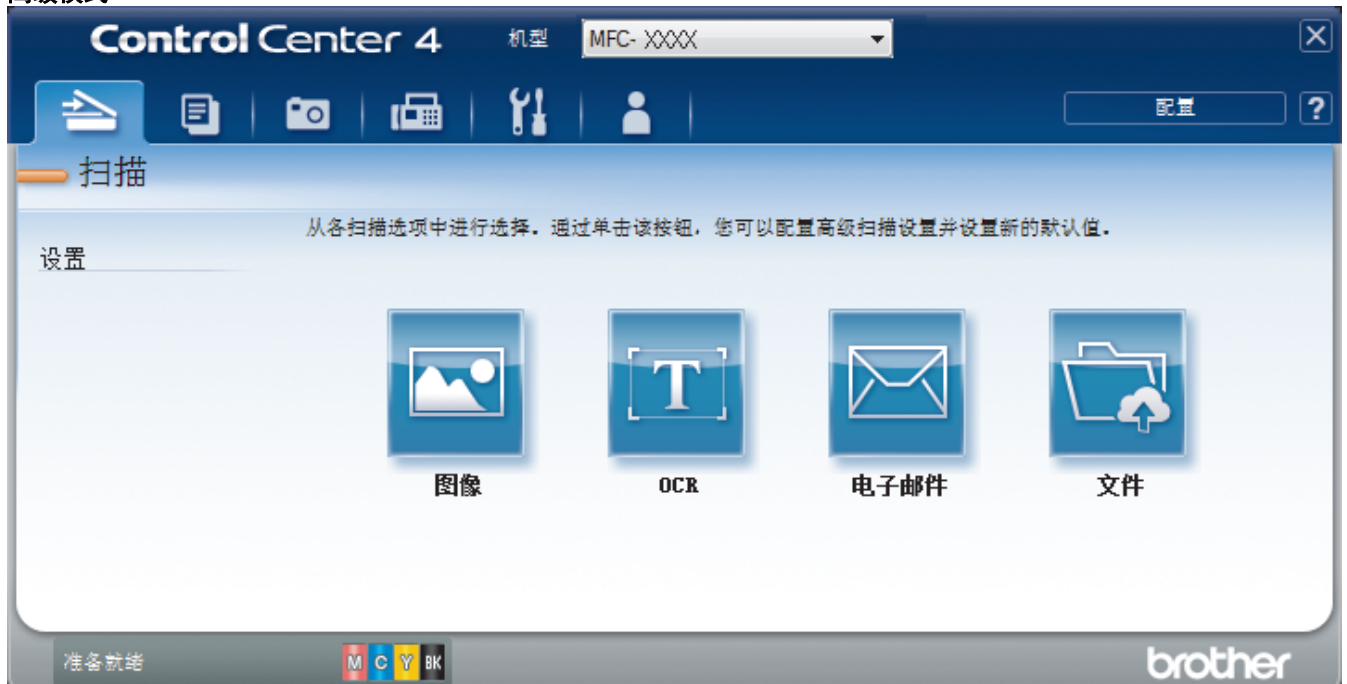 Control Center 4 机型 MFC- XXXX
配置 ?
扫描
从各扫描选项中进行选择。通过单击该按钮，您可以配置高级扫描设置并设置新的默认值。
设置
T
图像 OCR 电子邮件 文件
准备就绪 M C Y BK brother